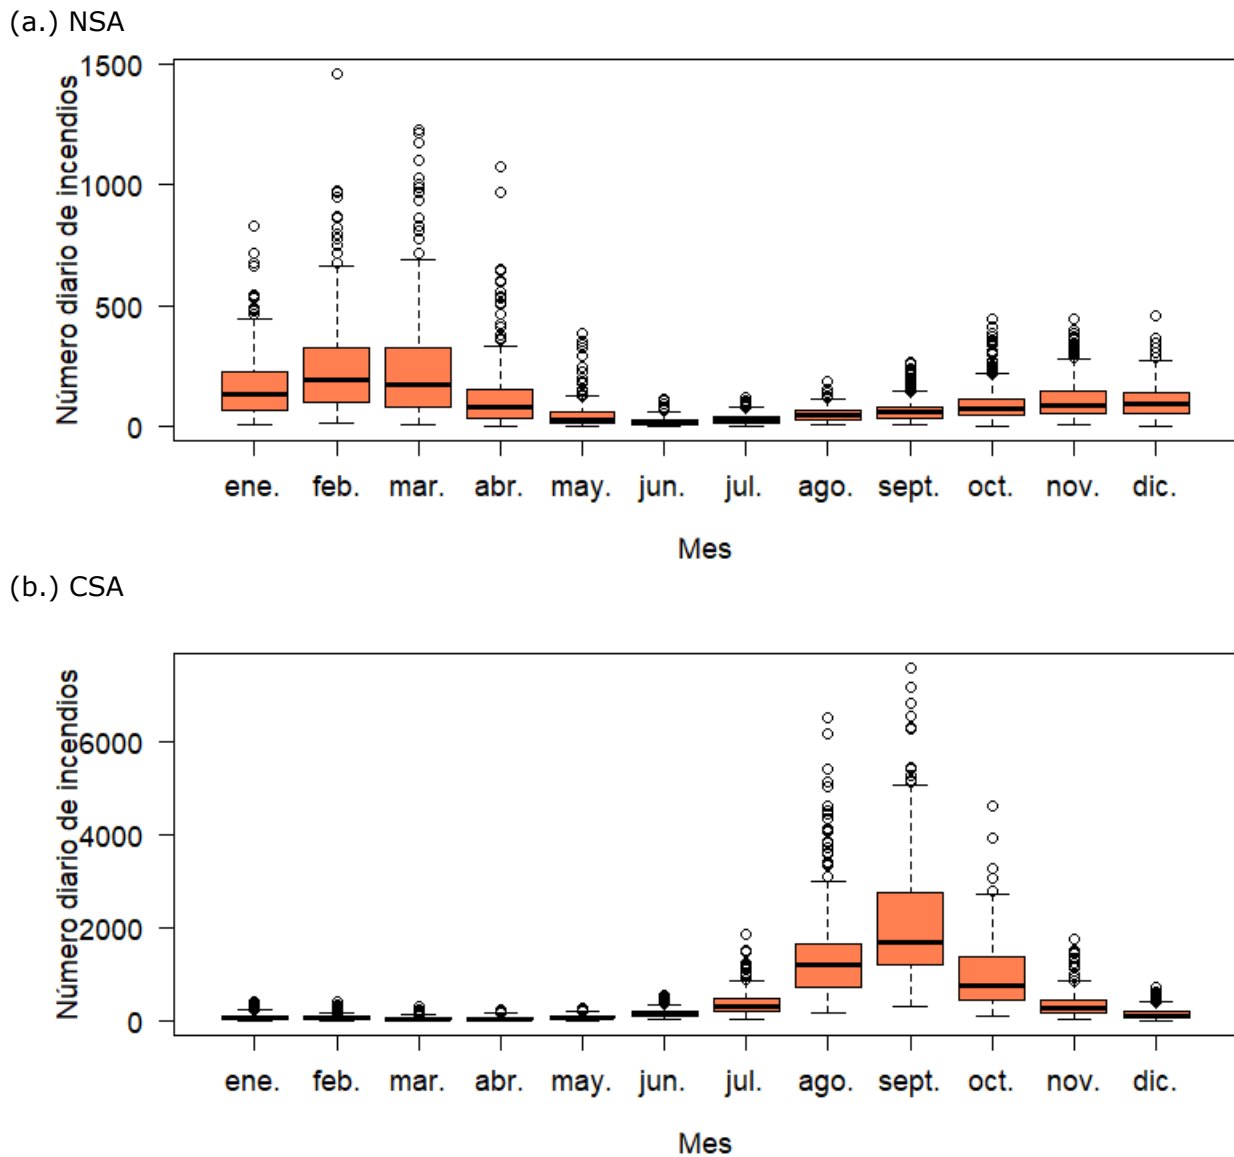 (a.) NSA
Número diario de incendios
1500
1000
500
0
ene. feb. mar. abr. may. jun. jul. ago. sept. oct. nov. dic.
Mes
(b.) CSA
Número diario de incendios
6000
4000
2000
0
ene. feb. mar. abr. may. jun. jul. ago. sept. oct. nov. dic.
Mes